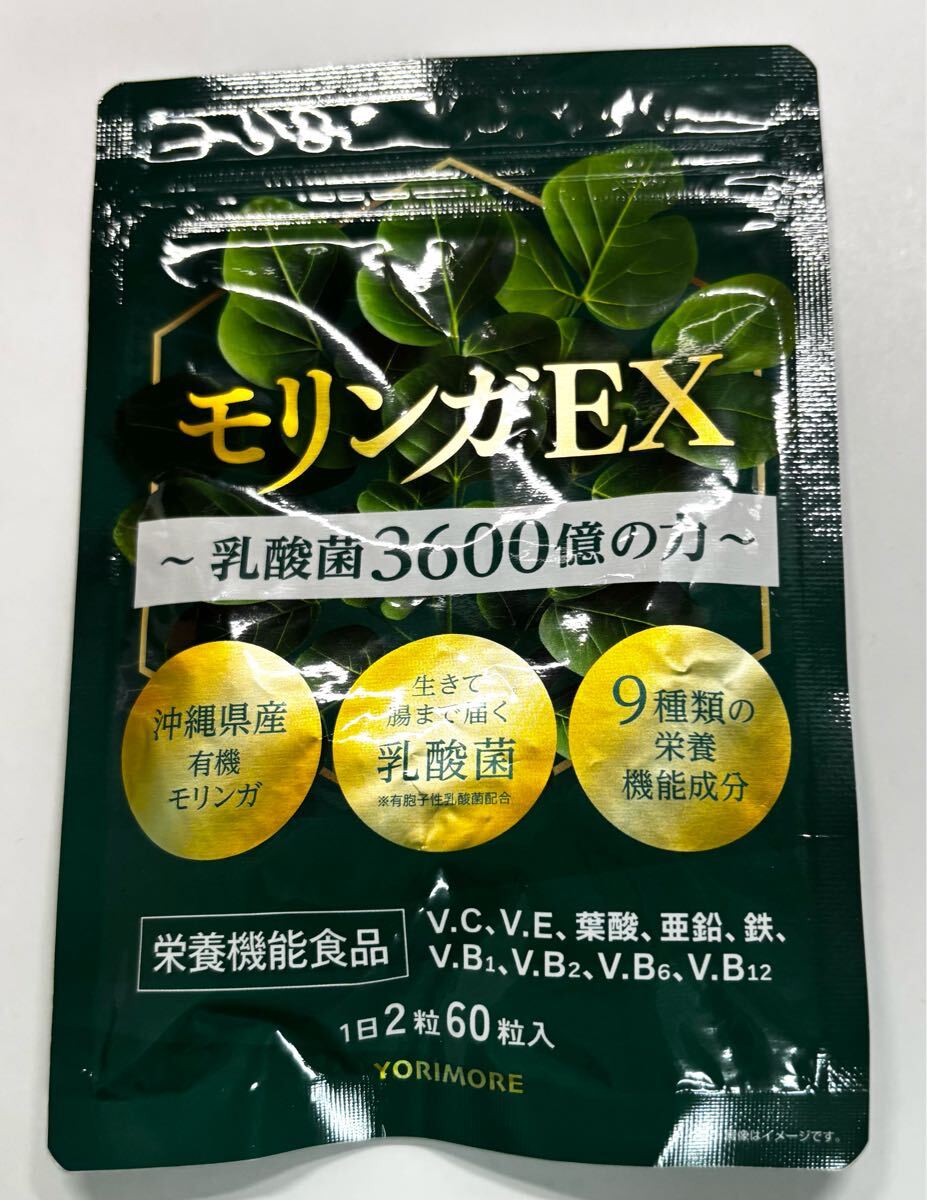 モリンガEX
～乳酸菌3600億の力～
沖縄県産
有機
モリンガ
生きて
腸まで届く
乳酸菌
※有胞子性乳酸菌配合
9種類の
栄養
機能成分
栄養機能食品
V.C、V.E、葉酸、亜鉛、鉄、
V.B1、V.B2、V.B6、V.B12
1日2粒60粒入
YORIMORE
画像はイメージです。